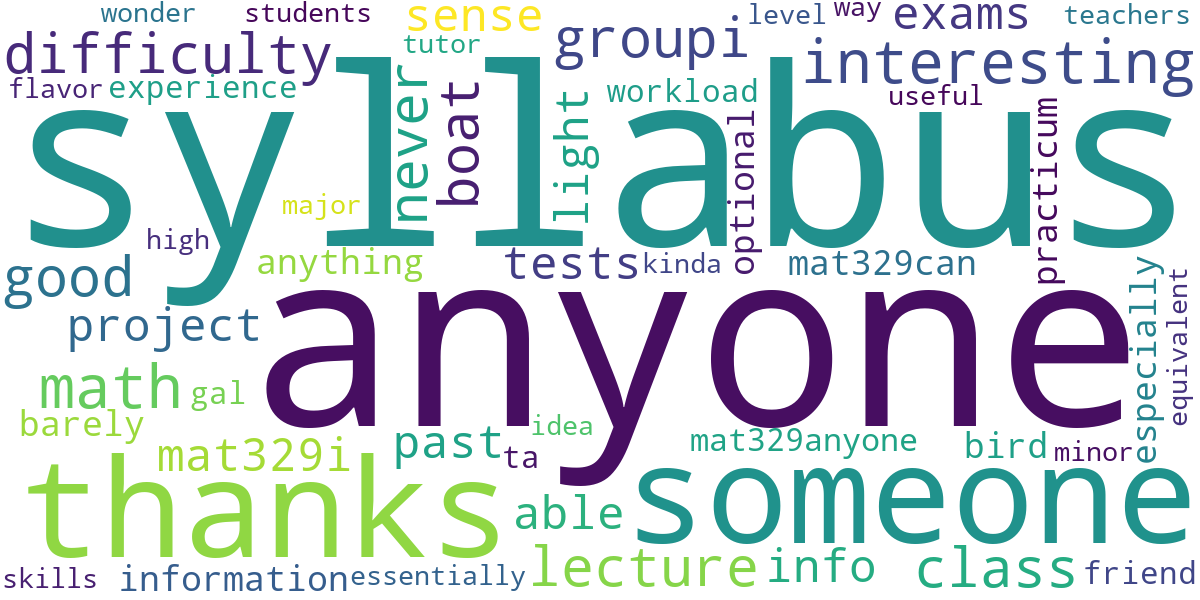 wonder
students
sense
level
way
exams
teachers
difficulty
tutor
groupi
interesting
flavor
experience
never
boat
light
workload
useful
syllabus
optional
practicum
major
high
anything
tests
kinda
mat329can
good
anyone
especially
equivalent
project
math
gal
barely
mat329i
past
ta
idea
mat329anyone
bird
minor
thanks
able
someone
skills
information
essentially
lecture
info
class
friend